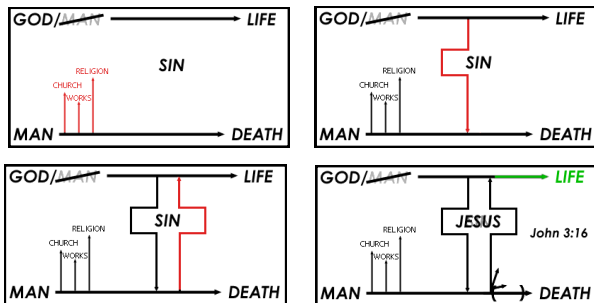 GOD/MAN LIFE
SIN
RELIGION
CHURCH
WORKS
MAN DEATH
GOD/MAN LIFE
SIN
RELIGION
CHURCH
WORKS
MAN DEATH
GOD/MAN LIFE
SIN
RELIGION
CHURCH
WORKS
MAN DEATH
GOD/MAN LIFE
JESUS
John 3:16
RELIGION
CHURCH
WORKS
MAN ( ) DEATH